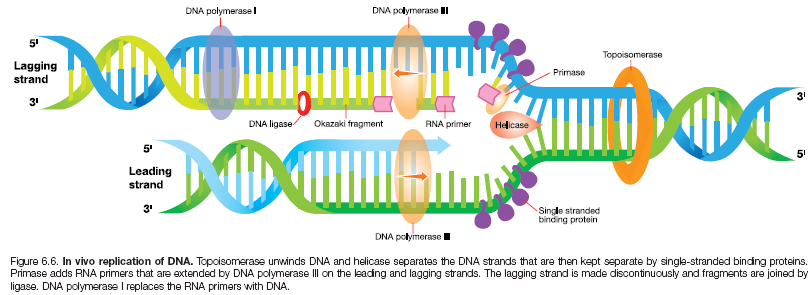 DNA polymerase I
DNA polymerase III
5'
Lagging
strand
3'
Topoisomerase
Primase
3'
DNA ligase
Okazaki fragment
RNA primer
Helicase
5'
Leading
strand
3'
5'
Single stranded
binding protein
DNA polymerase III
Figure 6.6. In vivo replication of DNA. Topoisomerase unwinds DNA and helicase separates the DNA strands that are then kept separate by single-stranded binding proteins.
Primase adds RNA primers that are extended by DNA polymerase III on the leading and lagging strands. The lagging strand is made discontinuously and fragments are joined by
ligase. DNA polymerase I replaces the RNA primers with DNA.